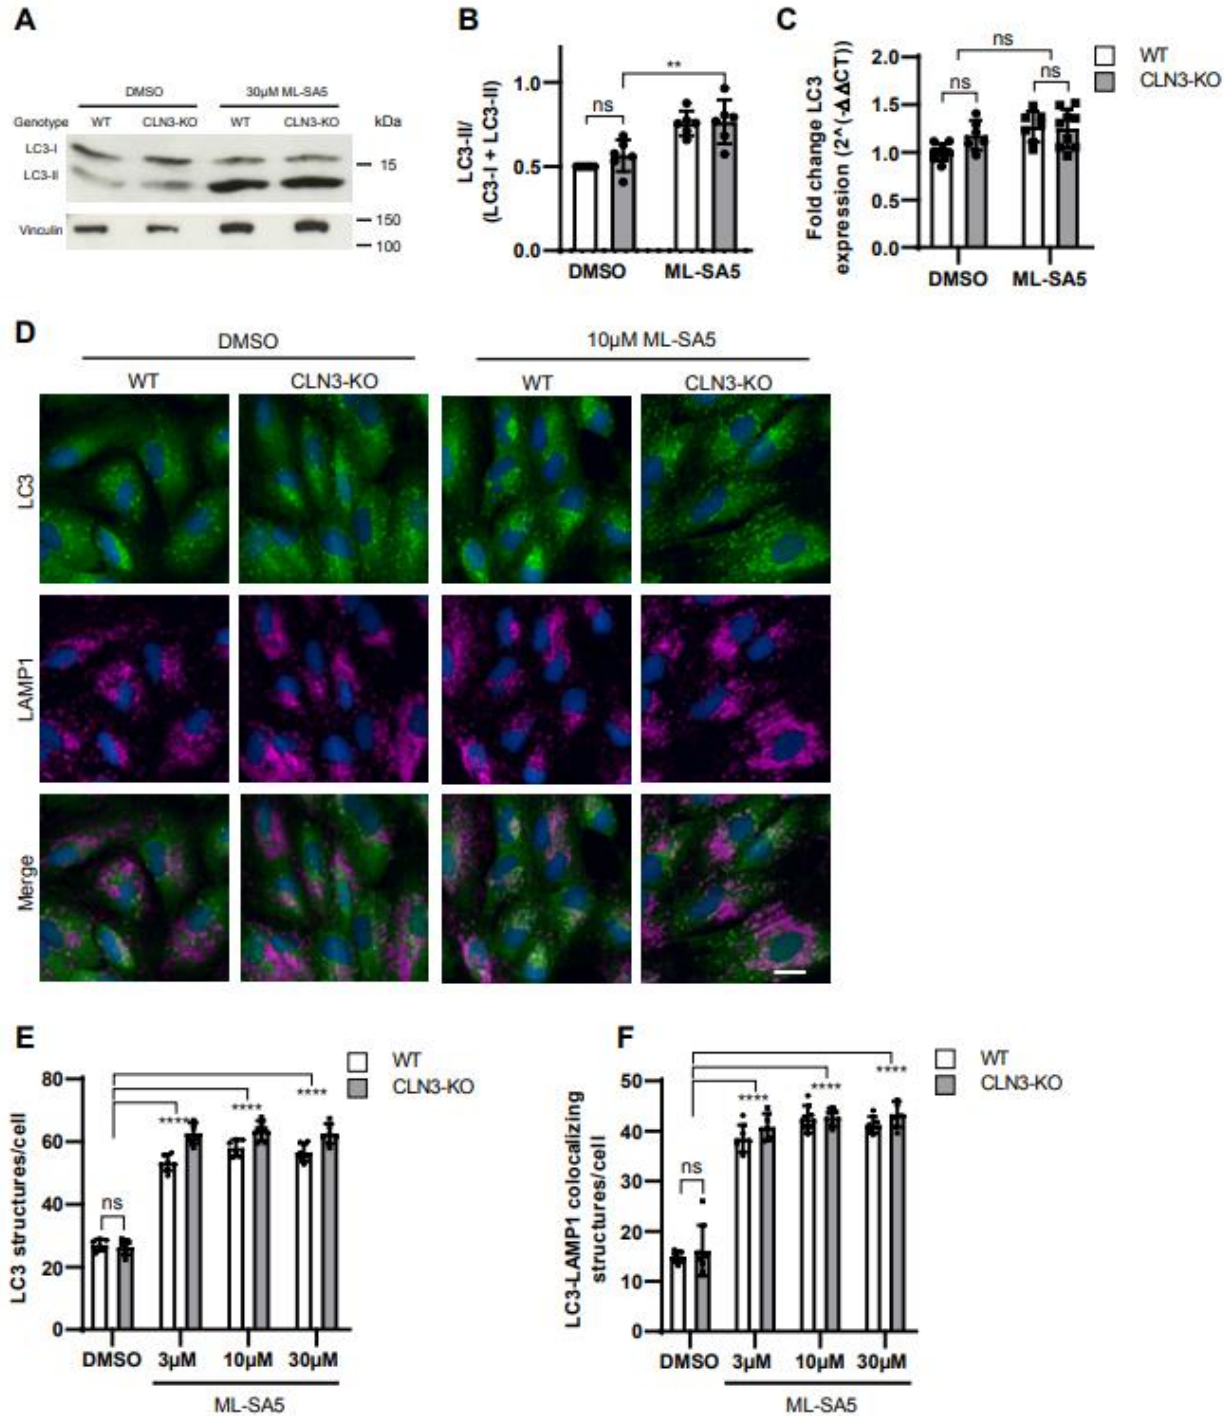 A
DMSO 30µM ML-SA5
Genotype WT CLN3-KO WT CLN3-KO kDa
LC3-I
15
LC3-II
150
Vinculin
100
B
LC3-II/
(LC3-I + LC3-II)
1.0
0.5
0.0
ns
**
DMSO ML-SA5
C
Fold change LC3
expression (2^(-ΔΔCT))
2.0
1.5
1.0
0.5
0.0
ns
ns
ns
DMSO ML-SA5
WT
CLN3-KO
D
DMSO 10µM ML-SA5
WT CLN3-KO WT CLN3-KO
LC3
LAMP1
Merge
E
LC3 structures/cell
80
60
40
20
0
ns
****
****
****
WT
CLN3-KO
DMSO 3µM 10µM 30µM
ML-SA5
F
LC3-LAMP1 colocalizing
structures/cell
50
40
30
20
10
0
ns
****
****
****
WT
CLN3-KO
DMSO 3µM 10µM 30µM
ML-SA5